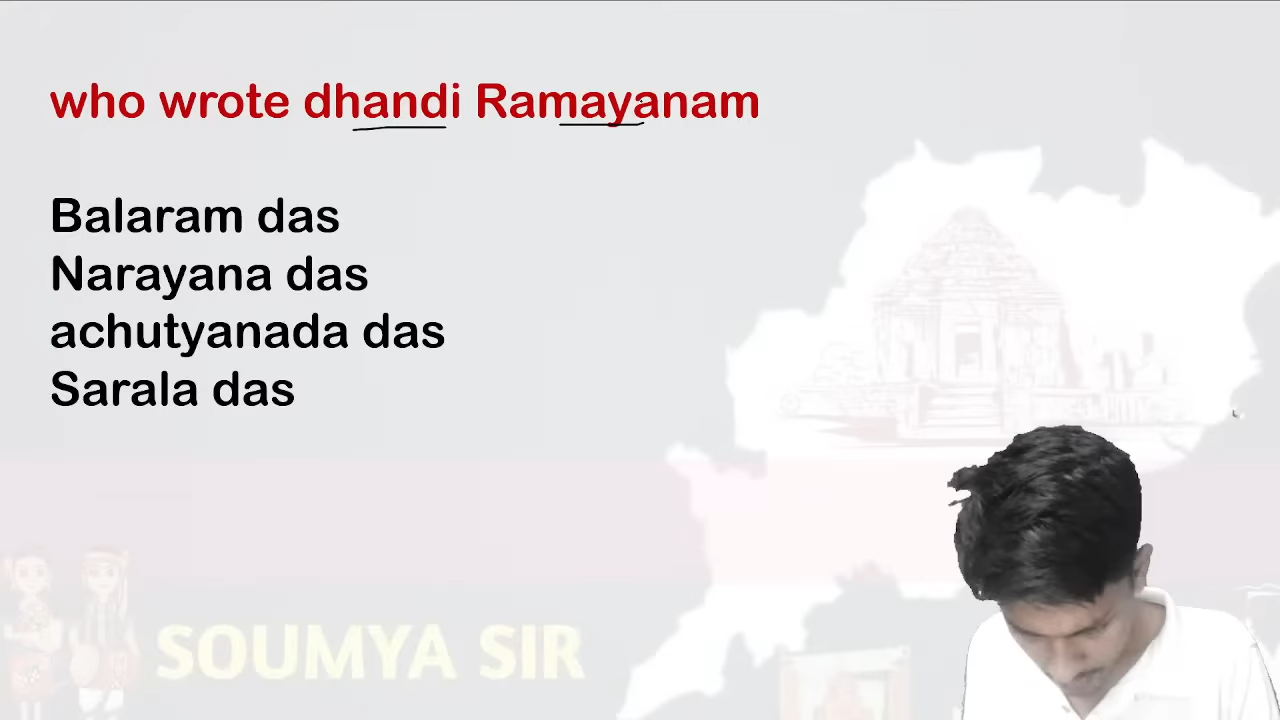 who wrote dhandi Ramayanam
Balaram das
Narayana das
achutyanada das
Sarala das
SOUMYA SIR